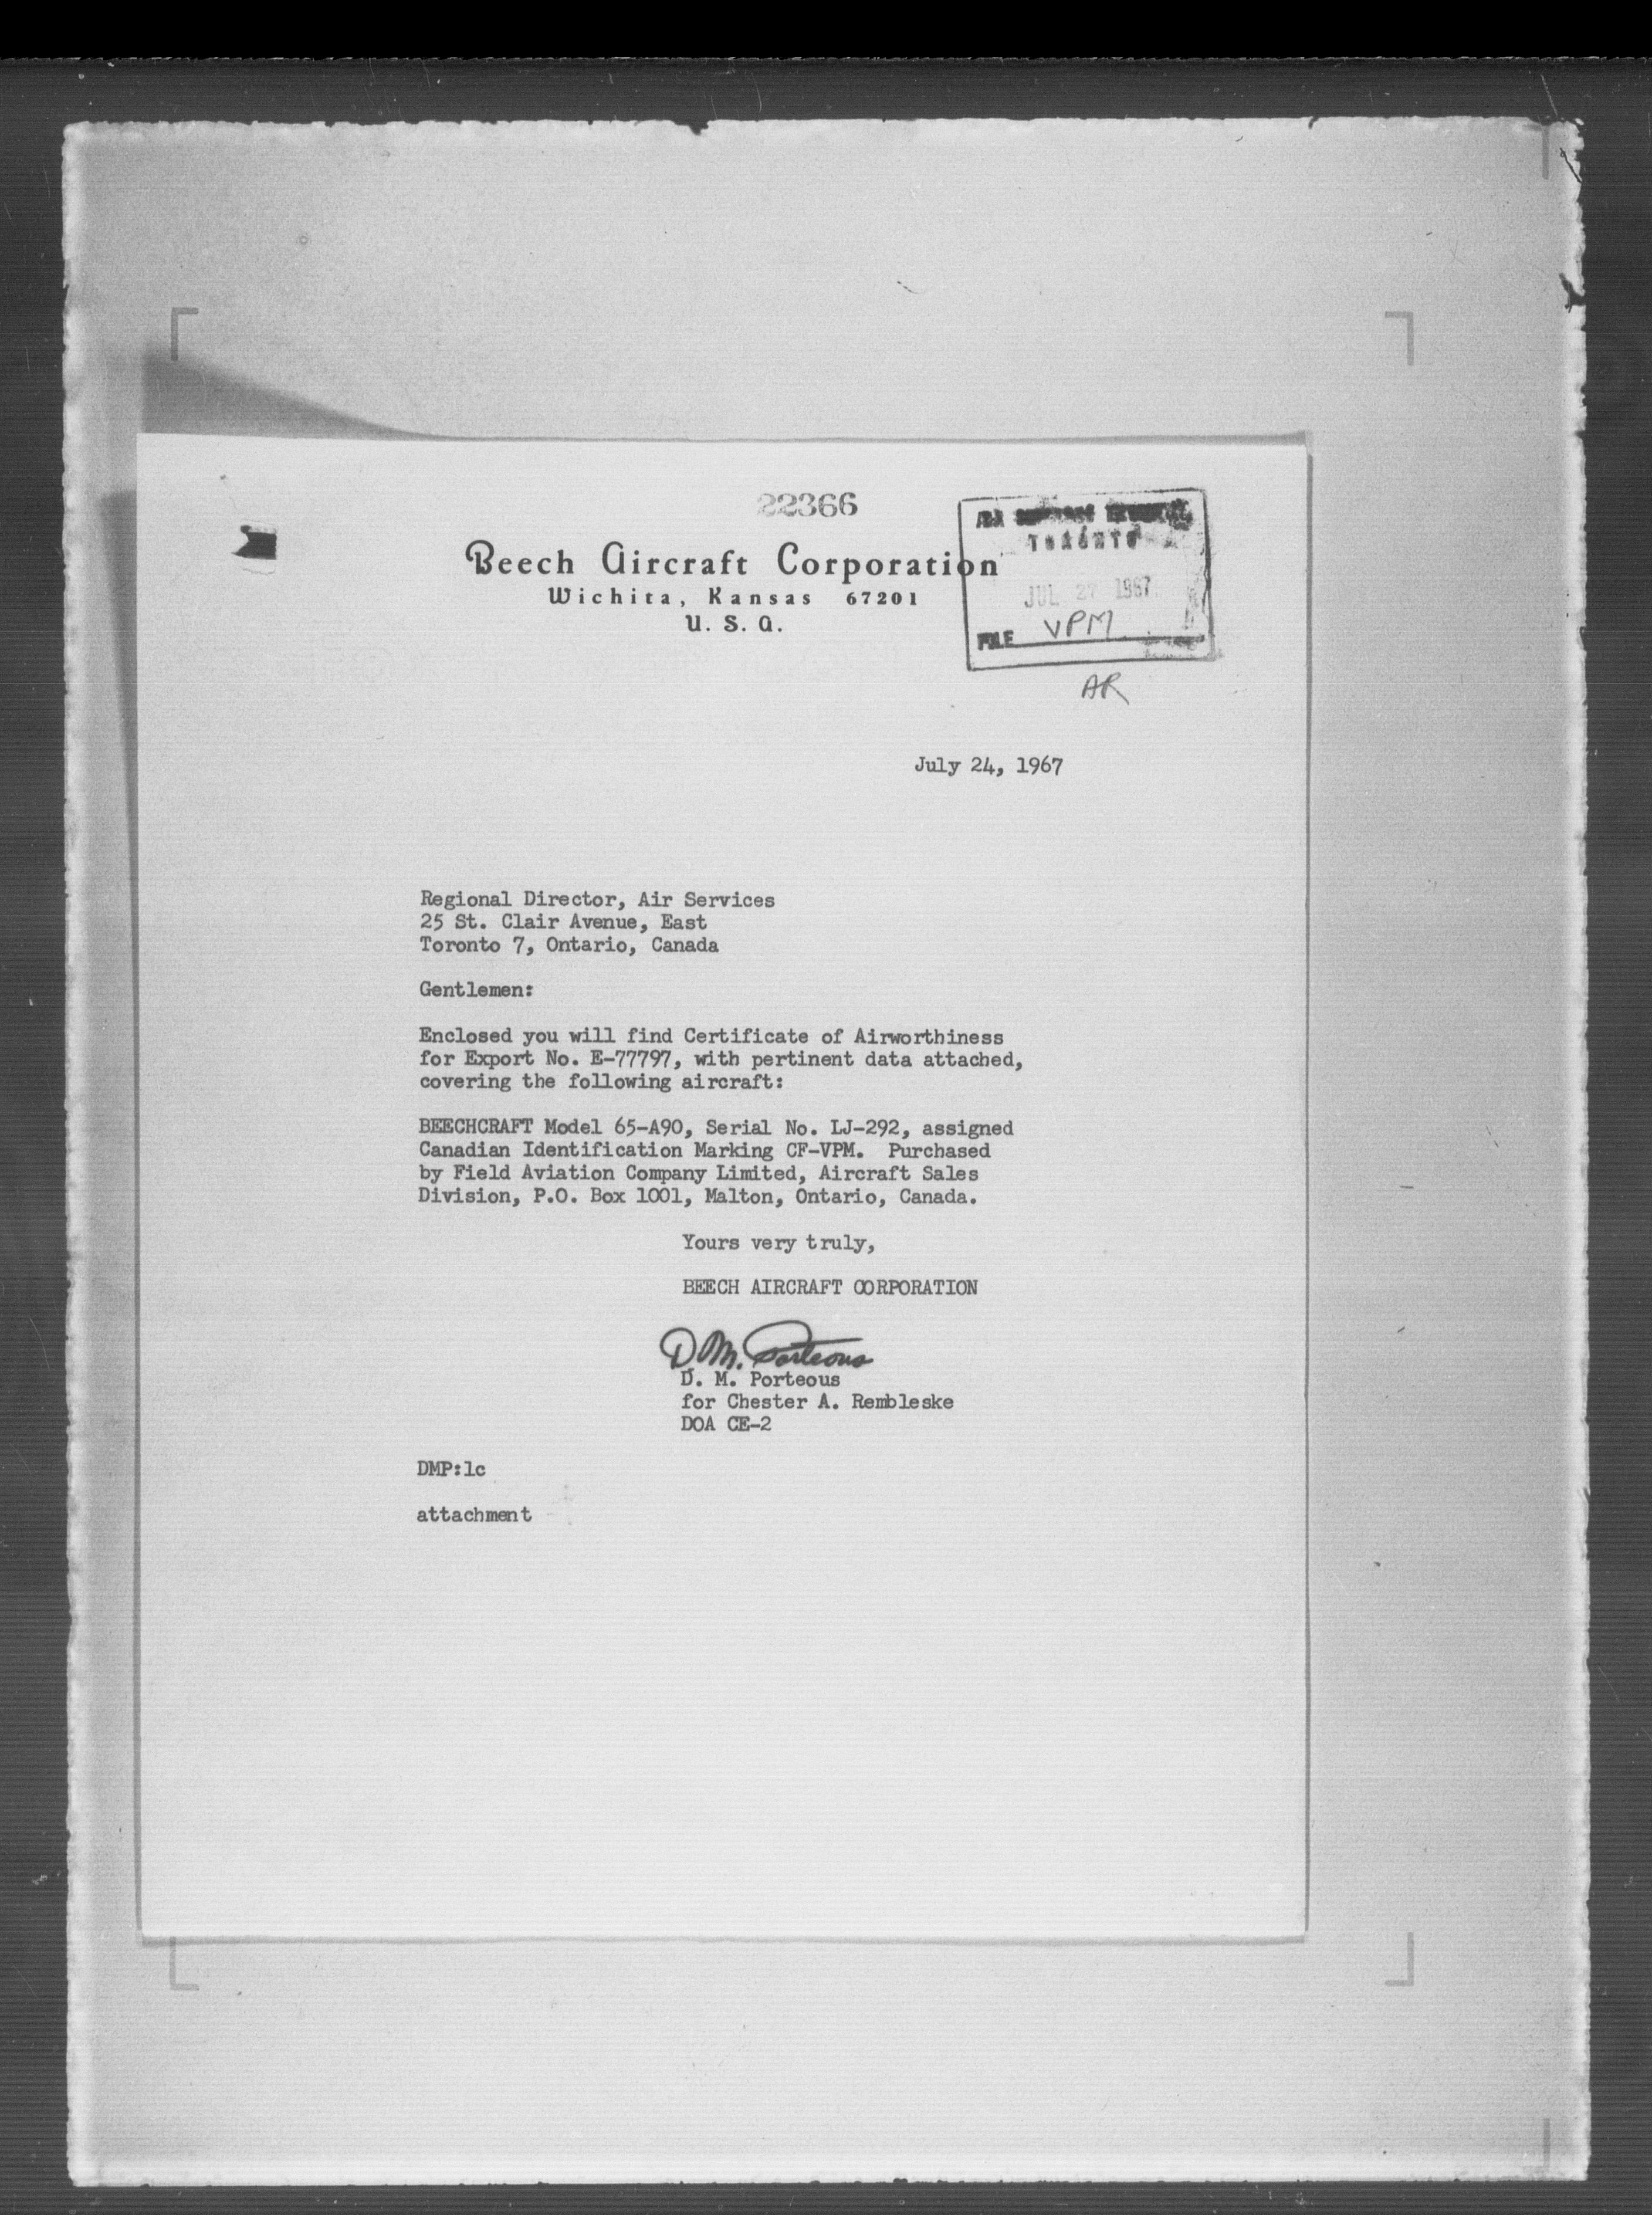 22366
Beech Aircraft Corporation
Wichita, Kansas 67201
U. S. A.
TORONTO
JUL 27 1967
FILE VPM
AR
July 24, 1967
Regional Director, Air Services
25 St. Clair Avenue, East
Toronto 7, Ontario, Canada
Gentlemen:
Enclosed you will find Certificate of Airworthiness
for Export No. E-77797, with pertinent data attached,
covering the following aircraft:
BEECHCRAFT Model 65-A90, Serial No. LJ-292, assigned
Canadian Identification Marking CF-VPM. Purchased
by Field Aviation Company Limited, Aircraft Sales
Division, P.O. Box 1001, Malton, Ontario, Canada.
Yours very truly,
BEECH AIRCRAFT CORPORATION
D. M. Porteous
D. M. Porteous
for Chester A. Rembleske
DOA CE-2
DMP:lc
attachment